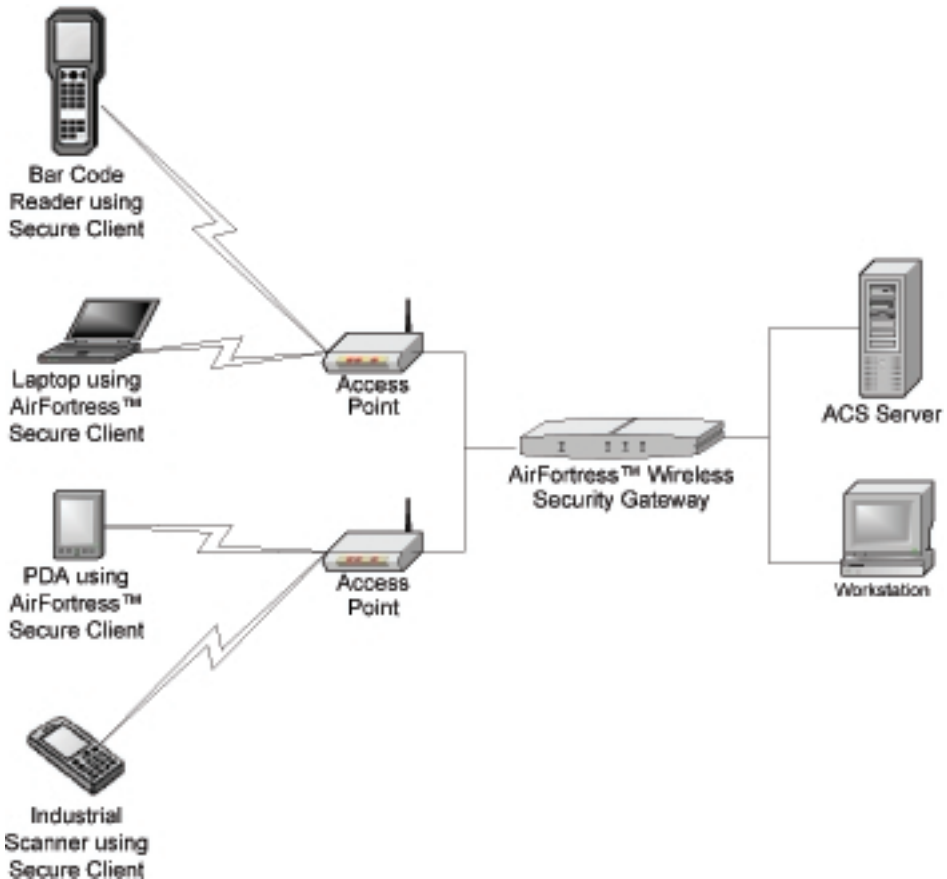 Bar Code
Reader using
Secure Client
Laptop using
AirFortress™
Secure Client
Access
Point
ACS Server
AirFortress™ Wireless
Security Gateway
PDA using
AirFortress™
Secure Client
Access
Point
Workstation
Industrial
Scanner using
Secure Client